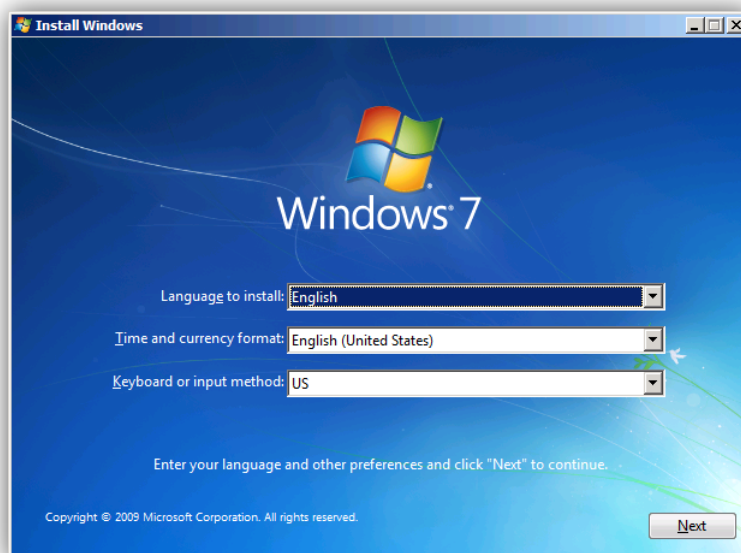 Install Windows
Windows® 7
Language to install: English
Time and currency format: English (United States)
Keyboard or input method: US
Enter your language and other preferences and click "Next" to continue.
Copyright © 2009 Microsoft Corporation. All rights reserved.
Next